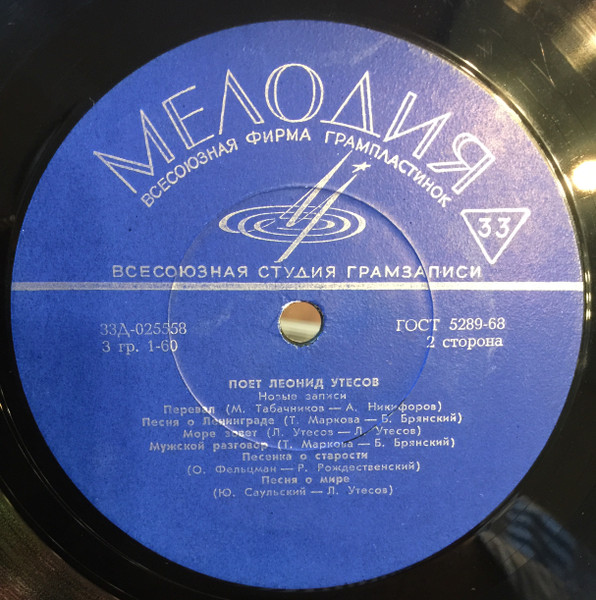 МЕЛОДИЯ
ВСЕСОЮЗНАЯ ФИРМА ГРАМПЛАСТИНОК
33
ВСЕСОЮЗНАЯ СТУДИЯ ГРАМЗАПИСИ
33Д-025558
ГОСТ 5289-68
3 гр. 1-60
2 сторона
ПОЕТ ЛЕОНИД УТЕСОВ
Новые записи
Перевал (М. Табачников — А. Никифоров)
Песня о Ленинграде (Т. Маркова — Б. Брянский)
Море зовет (Л. Утесов — Л. Утесов)
Мужской разговор (Т. Маркова — Б. Брянский)
Песенка о старости
(О. Фельцман — Р. Рождественский)
Песня о мире
(Ю. Саульский — Л. Утесов)